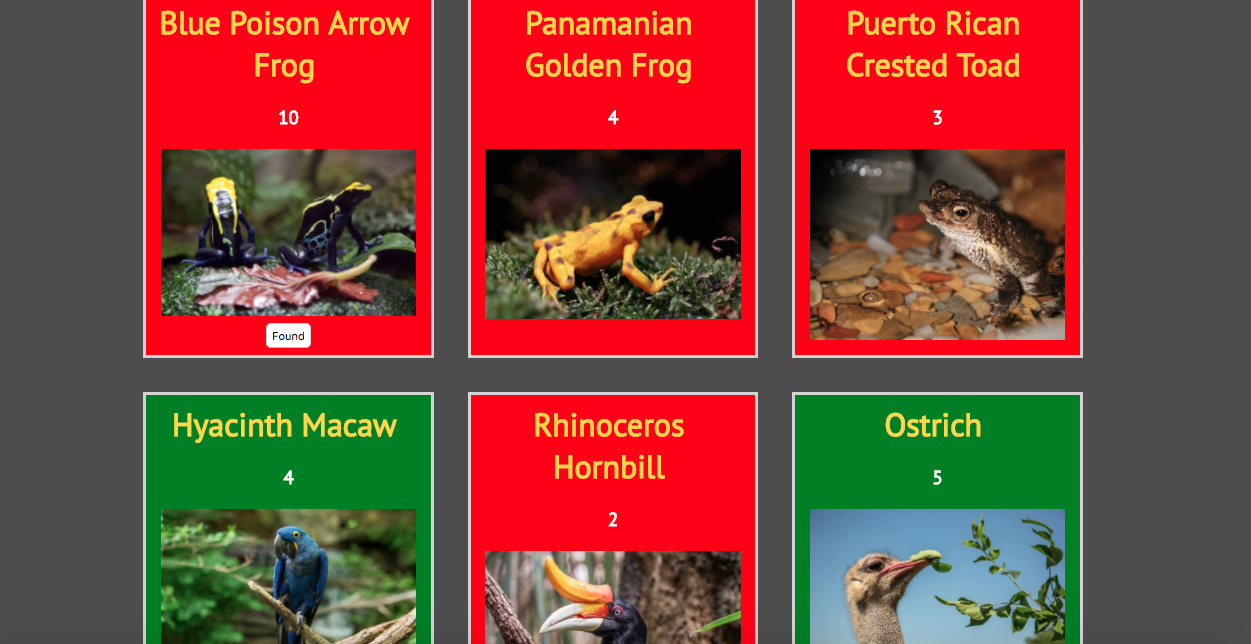 Blue Poison Arrow
Frog
10
Found
Panamanian
Golden Frog
4
Puerto Rican
Crested Toad
3
Hyacinth Macaw
4
Rhinoceros
Hornbill
2
Ostrich
5